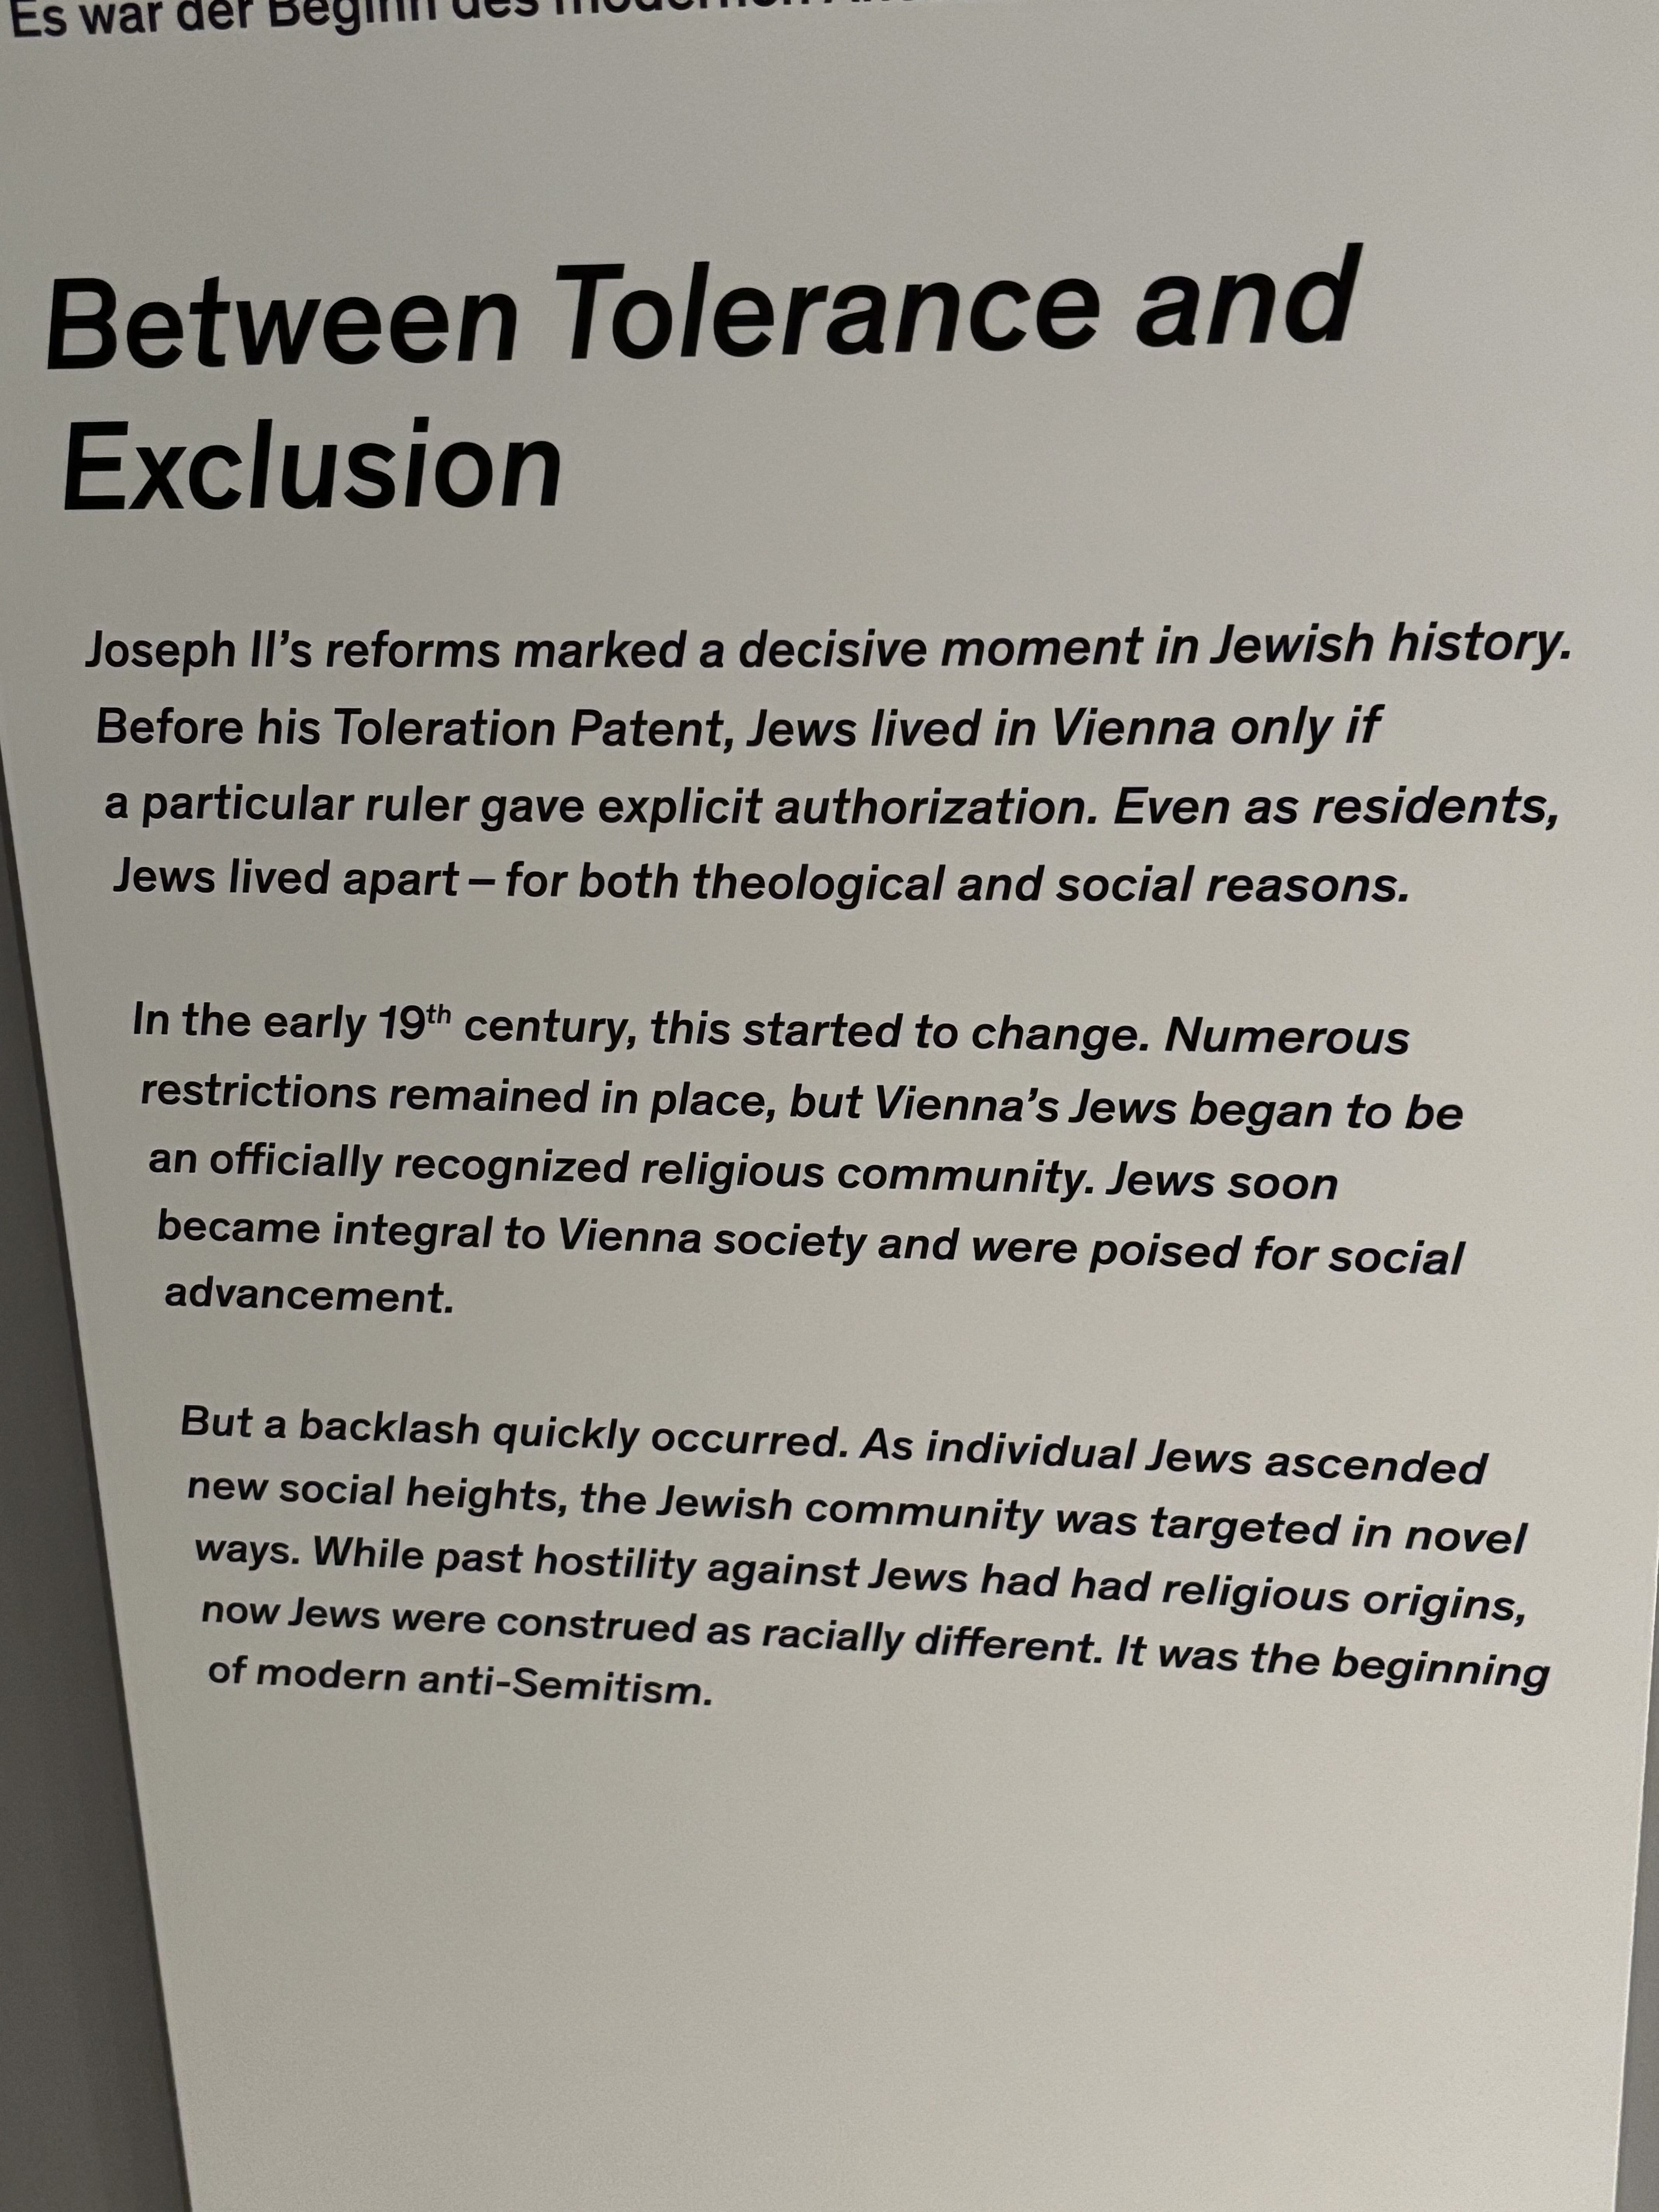 Es war der Beginn des modernen
Between Tolerance and
Exclusion
Joseph II’s reforms marked a decisive moment in Jewish history.
Before his Toleration Patent, Jews lived in Vienna only if
a particular ruler gave explicit authorization. Even as residents,
Jews lived apart – for both theological and social reasons.
In the early 19th century, this started to change. Numerous
restrictions remained in place, but Vienna’s Jews began to be
an officially recognized religious community. Jews soon
became integral to Vienna society and were poised for social
advancement.
But a backlash quickly occurred. As individual Jews ascended
new social heights, the Jewish community was targeted in novel
ways. While past hostility against Jews had had religious origins,
now Jews were construed as racially different. It was the beginning
of modern anti-Semitism.